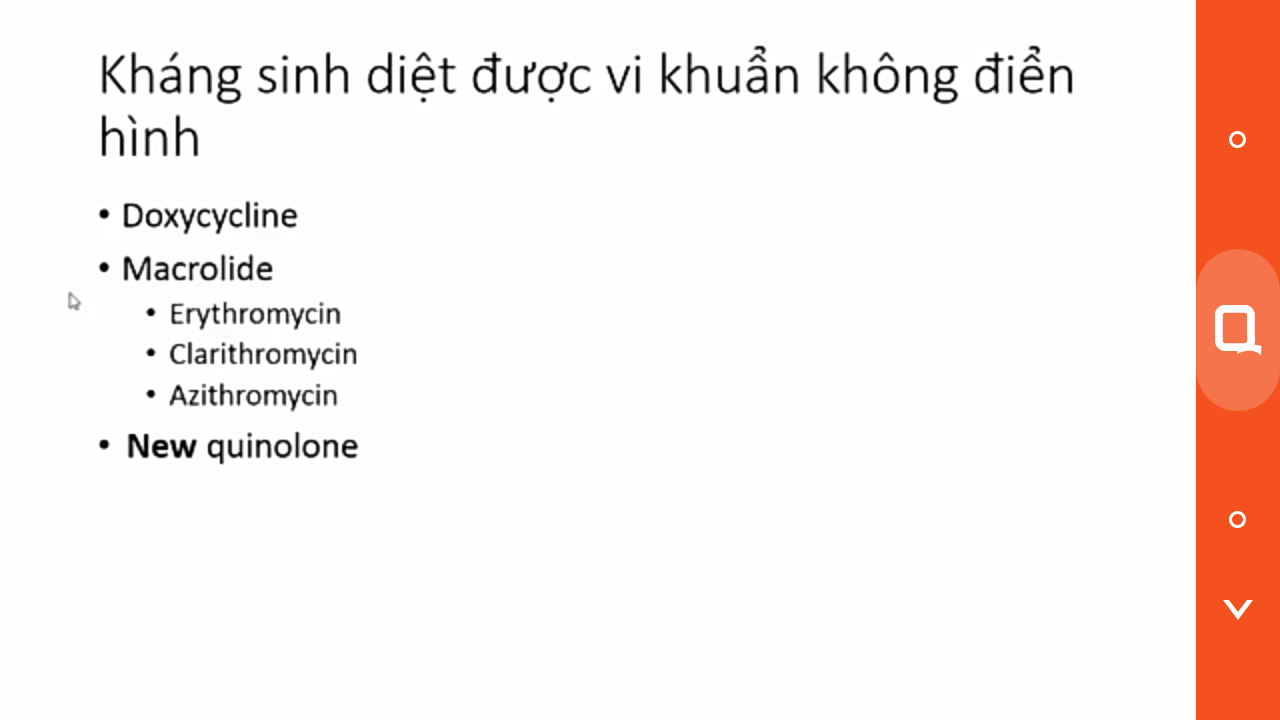 Kháng sinh diệt được vi khuẩn không điển
hình
• Doxycycline
• Macrolide
• Erythromycin
• Clarithromycin
• Azithromycin
• New quinolone